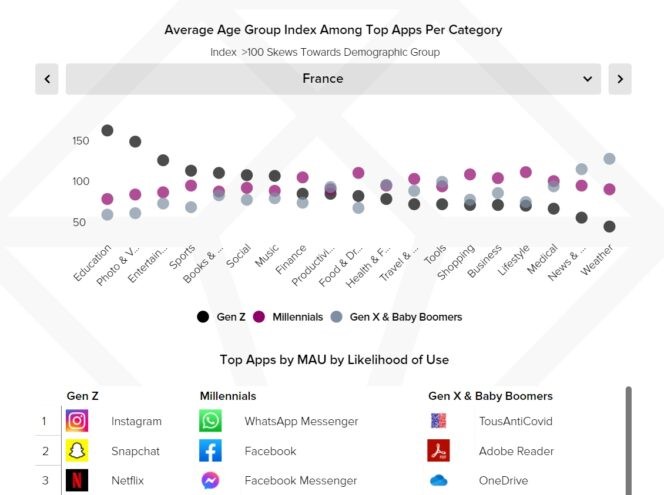 Average Age Group Index Among Top Apps Per Category
Index >100 Skews Towards Demographic Group
France
150
100
50
Education
Photo & V...
Entertain...
Sports
Books & ...
Social
Music
Finance
Productivi...
Food & Dr...
Health & F...
Travel & ...
Tools
Shopping
Business
Lifestyle
Medical
News & ...
Weather
Gen Z Millennials Gen X & Baby Boomers
Top Apps by MAU by Likelihood of Use
Gen Z Millennials Gen X & Baby Boomers
1 Instagram WhatsApp Messenger TousAntiCovid
2 Snapchat Facebook Adobe Reader
3 Netflix Facebook Messenger OneDrive